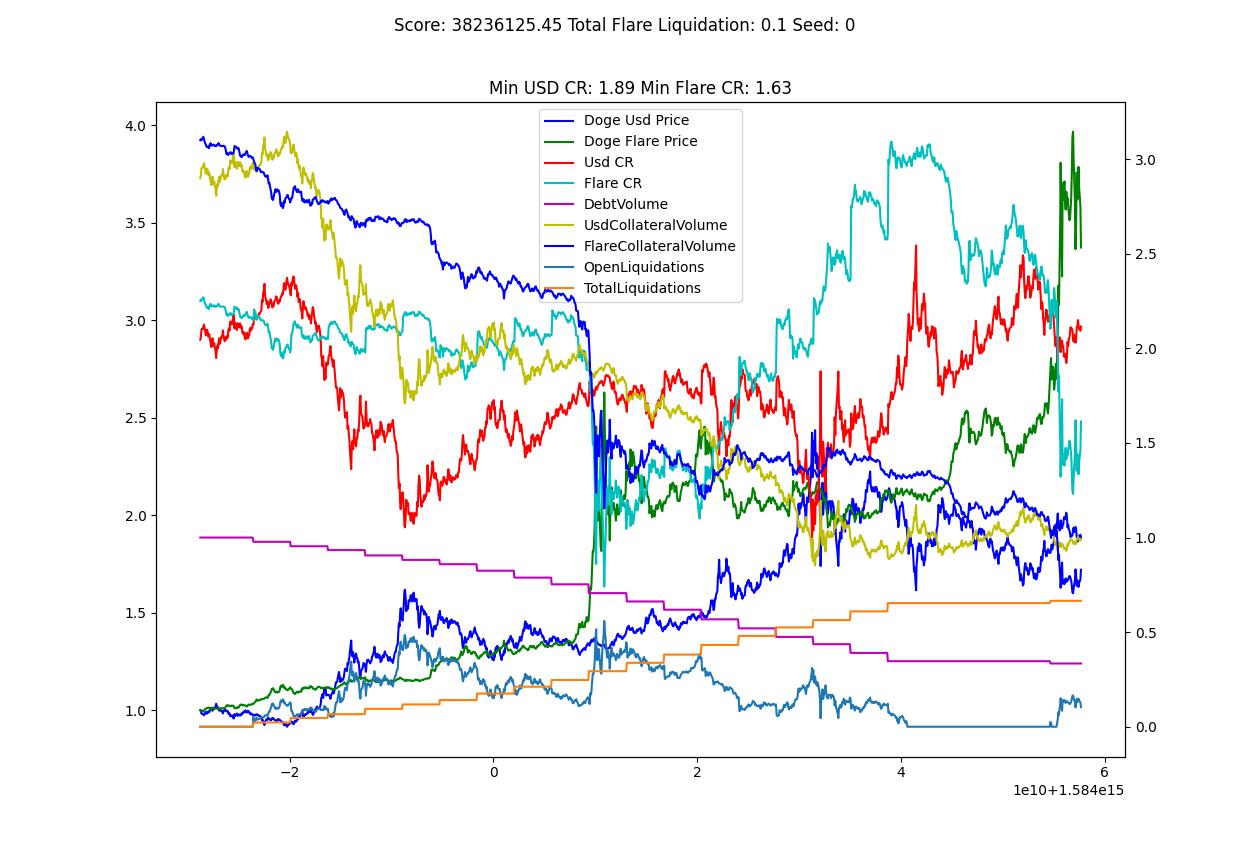 Score: 38236125.45 Total Flare Liquidation: 0.1 Seed: 0
Min USD CR: 1.89 Min Flare CR: 1.63
Doge Usd Price
Doge Flare Price
Usd CR
Flare CR
DebtVolume
UsdCollateralVolume
FlareCollateralVolume
OpenLiquidations
TotalLiquidations
4.0
3.5
3.0
2.5
2.0
1.5
1.0
3.0
2.5
2.0
1.5
1.0
0.5
0.0
−2 0 2 4 6
1e10+1.584e15